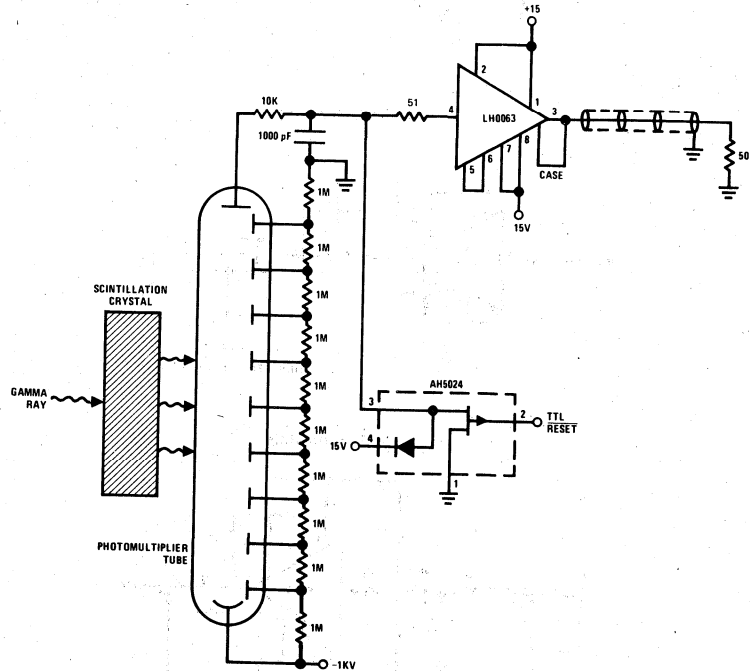 +15
10K
51
4
2
LH0063
1
3
8
7
6
5
CASE
15V
50
1000 pF
1M
1M
1M
1M
1M
1M
1M
1M
1M
1M
SCINTILLATION
CRYSTAL
GAMMA
RAY
PHOTOMULTIPLIER
TUBE
-1KV
AH5024
3
15V
4
1
2
TTL
RESET